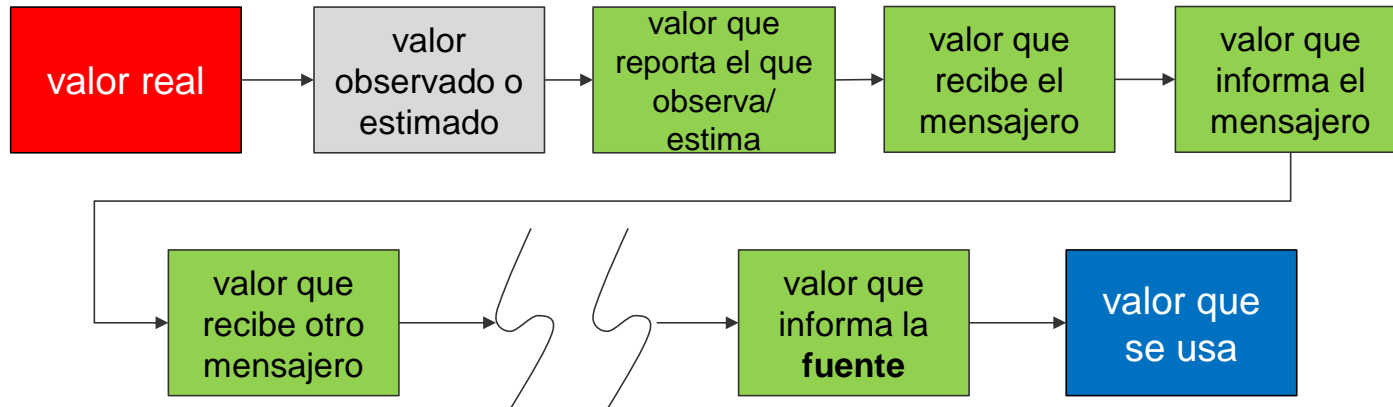 valor real
valor
observado o
estimado
valor que
reporta el que
observa/
estima
valor que
recibe el
mensajero
valor que
informa el
mensajero
valor que
recibe otro
mensajero
valor que
informa la
fuente
valor que
se usa